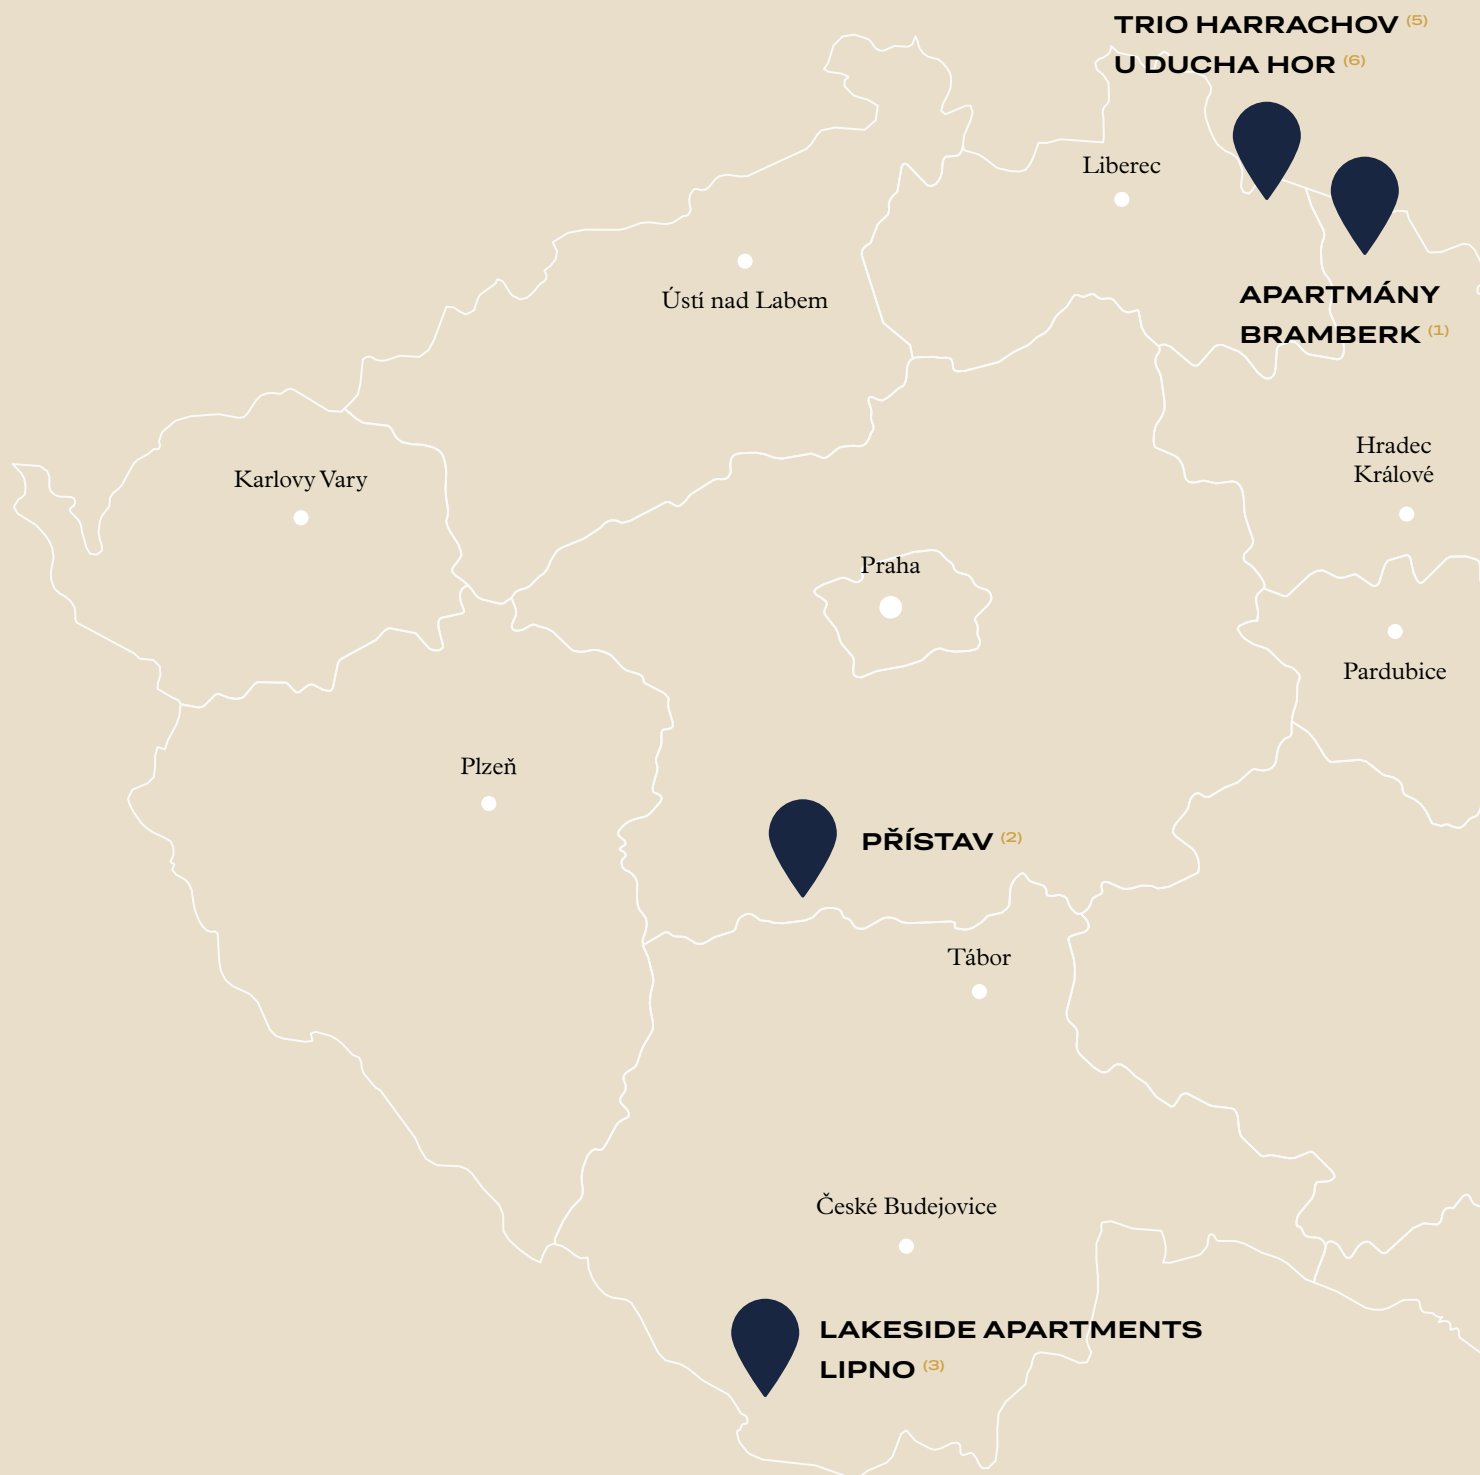 TRIO HARRACHOV (5)
U DUCHA HOR (6)
Liberec
Ústí nad Labem
APARTMÁNY
BRAMBERK (1)
Hradec
Králové
Karlovy Vary
Praha
Pardubice
Plzeň
PŘÍSTAV (2)
Tábor
České Budejovice
LAKESIDE APARTMENTS
LIPNO (3)